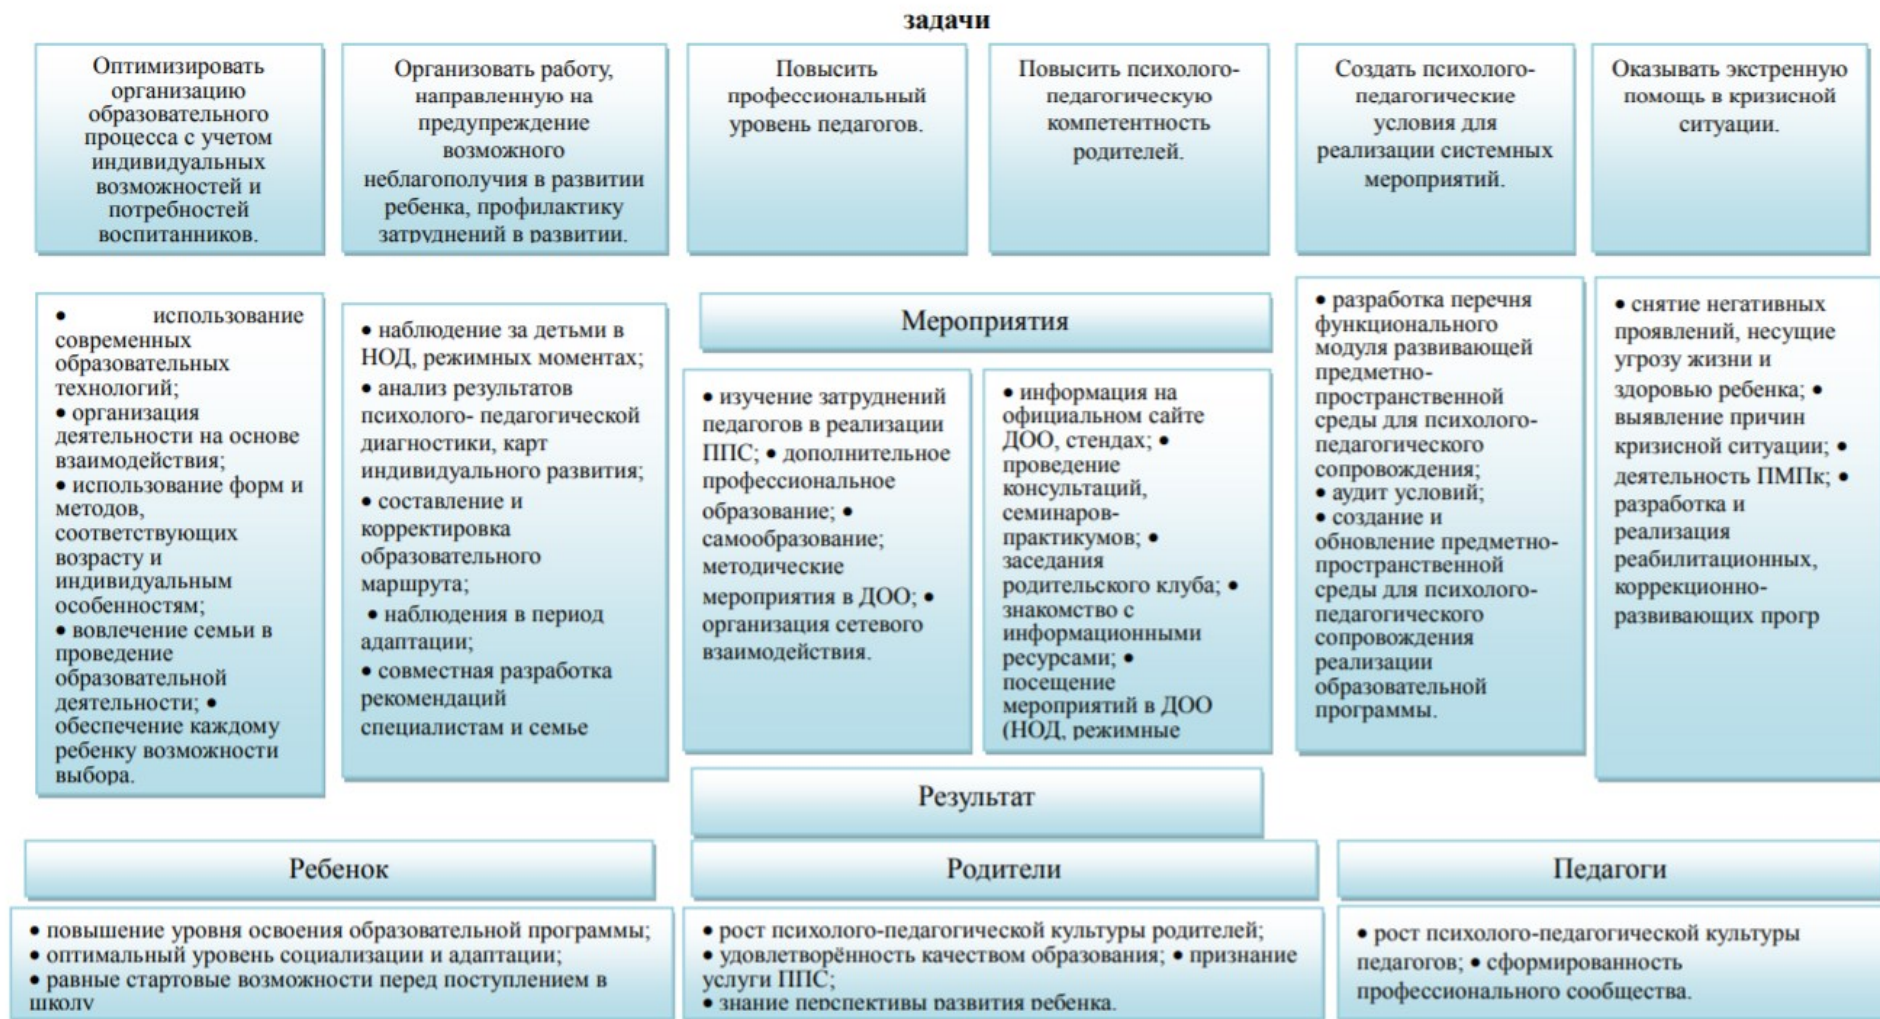 задачи
Оптимизировать
организацию
образовательного
процесса с учетом
индивидуальных
возможностей и
потребностей
воспитанников.
Организовать работу,
направленную на
предупреждение
возможного
неблагополучия в развитии
ребенка, профилактику
затруднений в развитии.
Повысить
профессиональный
уровень педагогов.
Повысить психолого-
педагогическую
компетентность
родителей.
Создать психолого-
педагогические
условия для
реализации системных
мероприятий.
Оказывать экстренную
помощь в кризисной
ситуации.
• использование
современных
образовательных
технологий;
• организация
деятельности на основе
взаимодействия;
• использование форм и
методов,
соответствующих
возрасту и
индивидуальным
особенностям;
• вовлечение семьи в
проведение
образовательной
деятельности; •
обеспечение каждому
ребенку возможности
выбора.
• наблюдение за детьми в
НОД, режимных моментах;
• анализ результатов
психолого- педагогической
диагностики, карт
индивидуального развития;
• составление и
корректировка
образовательного
маршрута;
• наблюдения в период
адаптации;
• совместная разработка
рекомендаций
специалистам и семье
Мероприятия
• изучение затруднений
педагогов в реализации
ППС; • дополнительное
профессиональное
образование; •
самообразование;
методические
мероприятия в ДОО; •
организация сетевого
взаимодействия.
• информация на
официальном сайте
ДОО, стендах; •
проведение
консультаций,
семинаров-
практикумов; •
заседания
родительского клуба; •
знакомство с
информационными
ресурсами; •
посещение
мероприятий в ДОО
(НОД, режимные
• разработка перечня
функционального
модуля развивающей
предметно-
пространственной
среды для психолого-
педагогического
сопровождения;
• аудит условий;
• создание и
обновление предметно-
пространственной
среды для психолого-
педагогического
сопровождения
реализации
образовательной
программы.
• снятие негативных
проявлений, несущие
угрозу жизни и
здоровью ребенка; •
выявление причин
кризисной ситуации; •
деятельность ПМПк; •
разработка и
реализация
реабилитационных,
коррекционно-
развивающих прогр
Результат
Ребенок
Родители
Педагоги
• повышение уровня освоения образовательной программы;
• оптимальный уровень социализации и адаптации;
• равные стартовые возможности перед поступлением в
школу
• рост психолого-педагогической культуры родителей;
• удовлетворённость качеством образования; • признание
услуги ППС;
• знание перспективы развития ребенка.
• рост психолого-педагогической культуры
педагогов; • сформированность
профессионального сообщества.